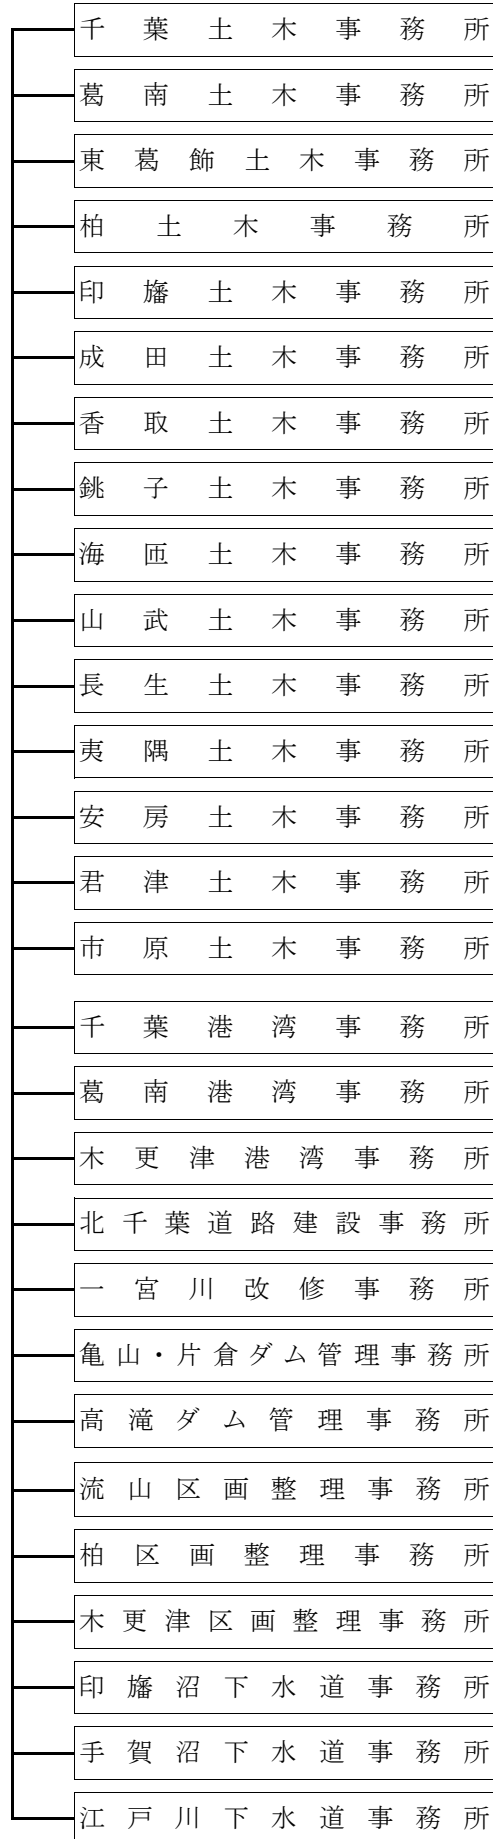 千葉土木事務所
葛南土木事務所
東葛飾土木事務所
柏土木事務所
印旛土木事務所
成田土木事務所
香取土木事務所
銚子土木事務所
海匝土木事務所
山武土木事務所
長生土木事務所
夷隅土木事務所
安房土木事務所
君津土木事務所
市原土木事務所
千葉港湾事務所
葛南港湾事務所
木更津港湾事務所
北千葉道路建設事務所
一宮川改修事務所
亀山・片倉ダム管理事務所
高滝ダム管理事務所
流山区画整理事務所
柏区画整理事務所
木更津区画整理事務所
印旛沼下水道事務所
手賀沼下水道事務所
江戸川下水道事務所